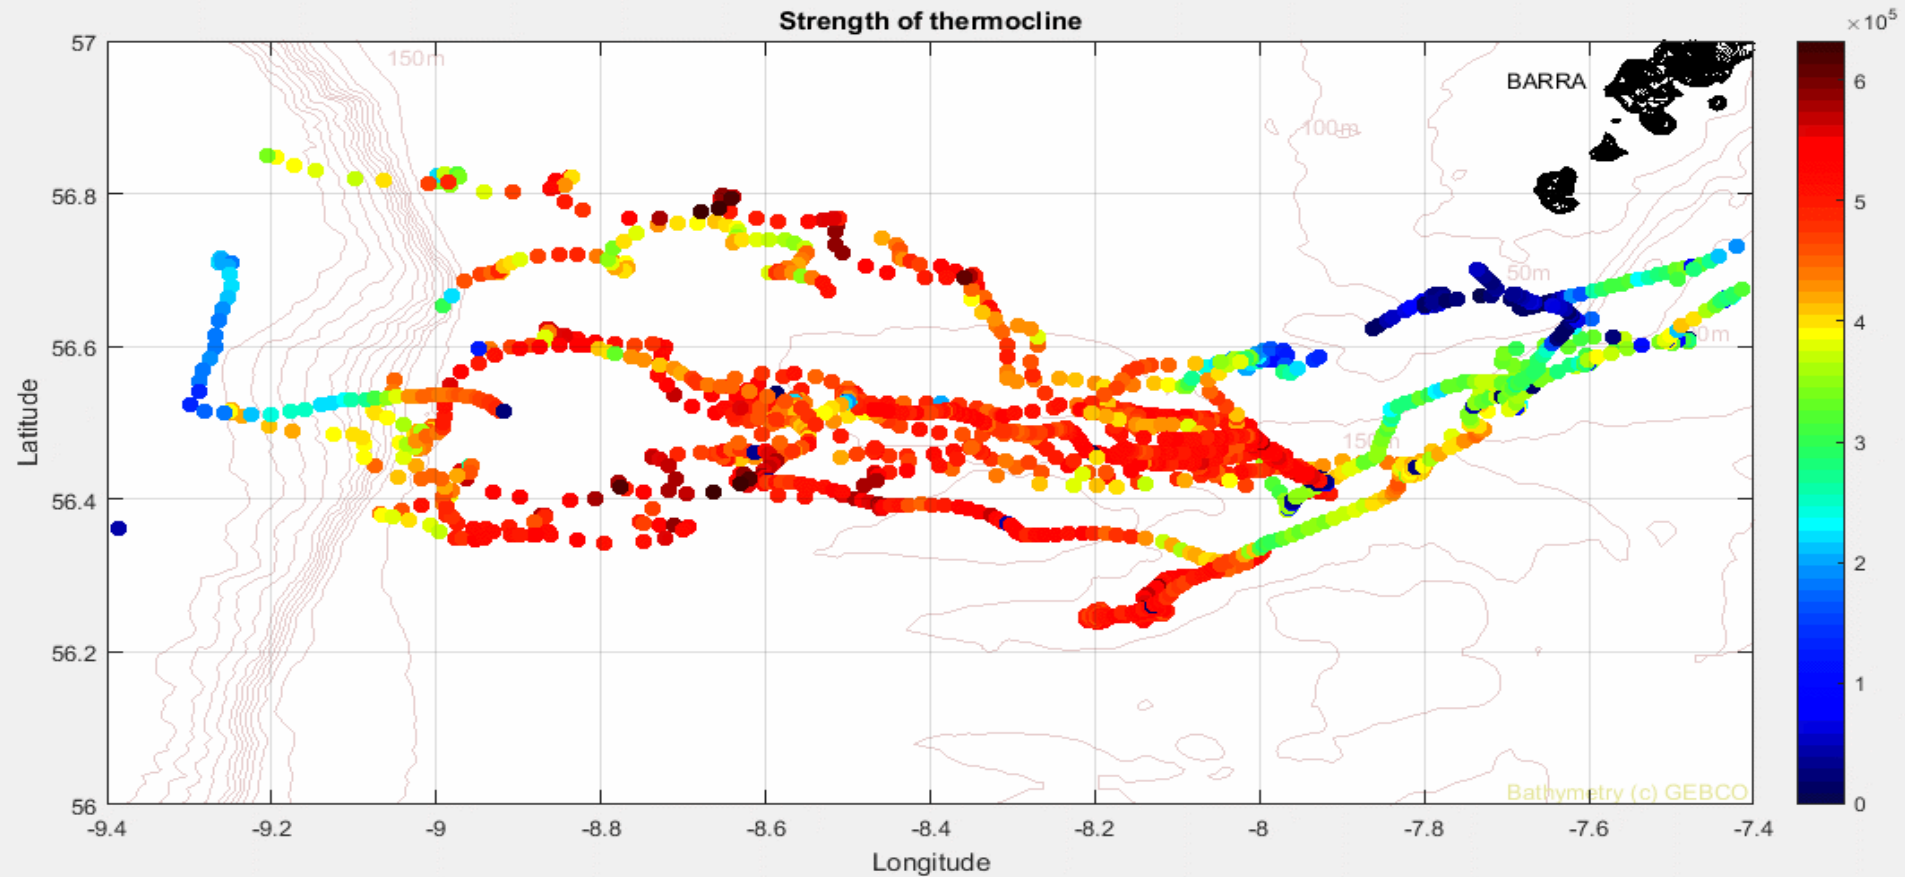 Strength of thermocline
×10⁵
57
150m
BARRA
6
100m
5
56.8
50m
4
56.6
0m
Latitude
3
150m
56.4
2
56.2
1
Bathymetry (c) GEBCO
56
0
-9.4 -9.2 -9 -8.8 -8.6 -8.4 -8.2 -8 -7.8 -7.6 -7.4
Longitude